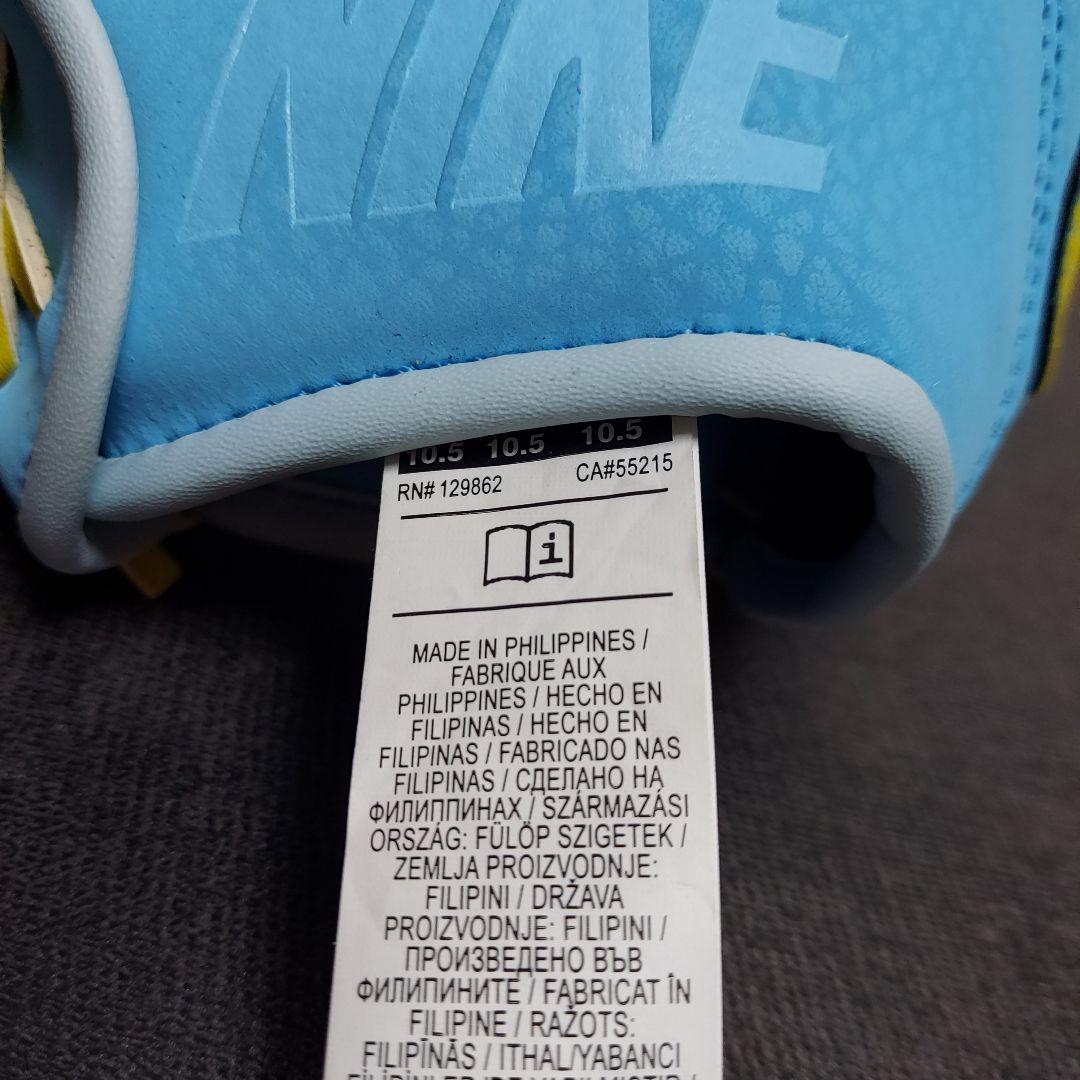 NIKE
10.5 10.5 10.5
RN# 129862 CA#55215
i
MADE IN PHILIPPINES /
FABRIQUE AUX
PHILIPPINES / HECHO EN
FILIPINAS / HECHO EN
FILIPINAS / FABRICADO NAS
FILIPINAS / СДЕЛАНО НА
ФИЛИППИНАХ / SZÁRMAZÁSI
ORSZÁG: FÜLÖP SZIGETEK /
ZEMLJA PROIZVODNJE:
FILIPINI / DRŽAVA
PROIZVODNJE: FILIPINI /
ПРОИЗВЕДЕНО ВЪВ
ФИЛИПИНИТЕ / FABRICAT ÎN
FILIPINE / RAŽOTS:
FILIPĪNĀS / ITHAL/YABANCI